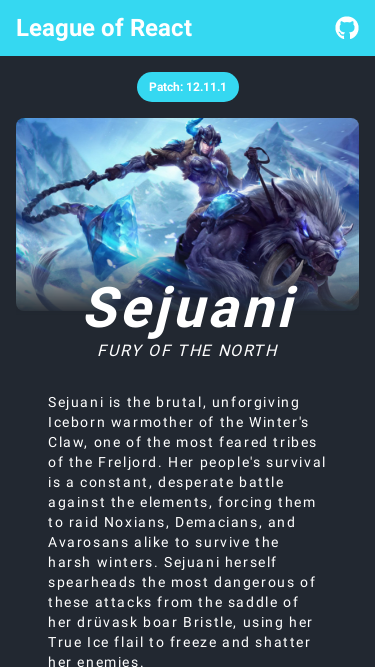 League of React
Patch: 12.11.1
Sejuani
FURY OF THE NORTH
Sejuani is the brutal, unforgiving
Iceborn warmother of the Winter's
Claw, one of the most feared tribes
of the Freljord. Her people's survival
is a constant, desperate battle
against the elements, forcing them
to raid Noxians, Demacians, and
Avarosans alike to survive the
harsh winters. Sejuani herself
spearheads the most dangerous of
these attacks from the saddle of
her drüvask boar Bristle, using her
True Ice flail to freeze and shatter
her enemies.